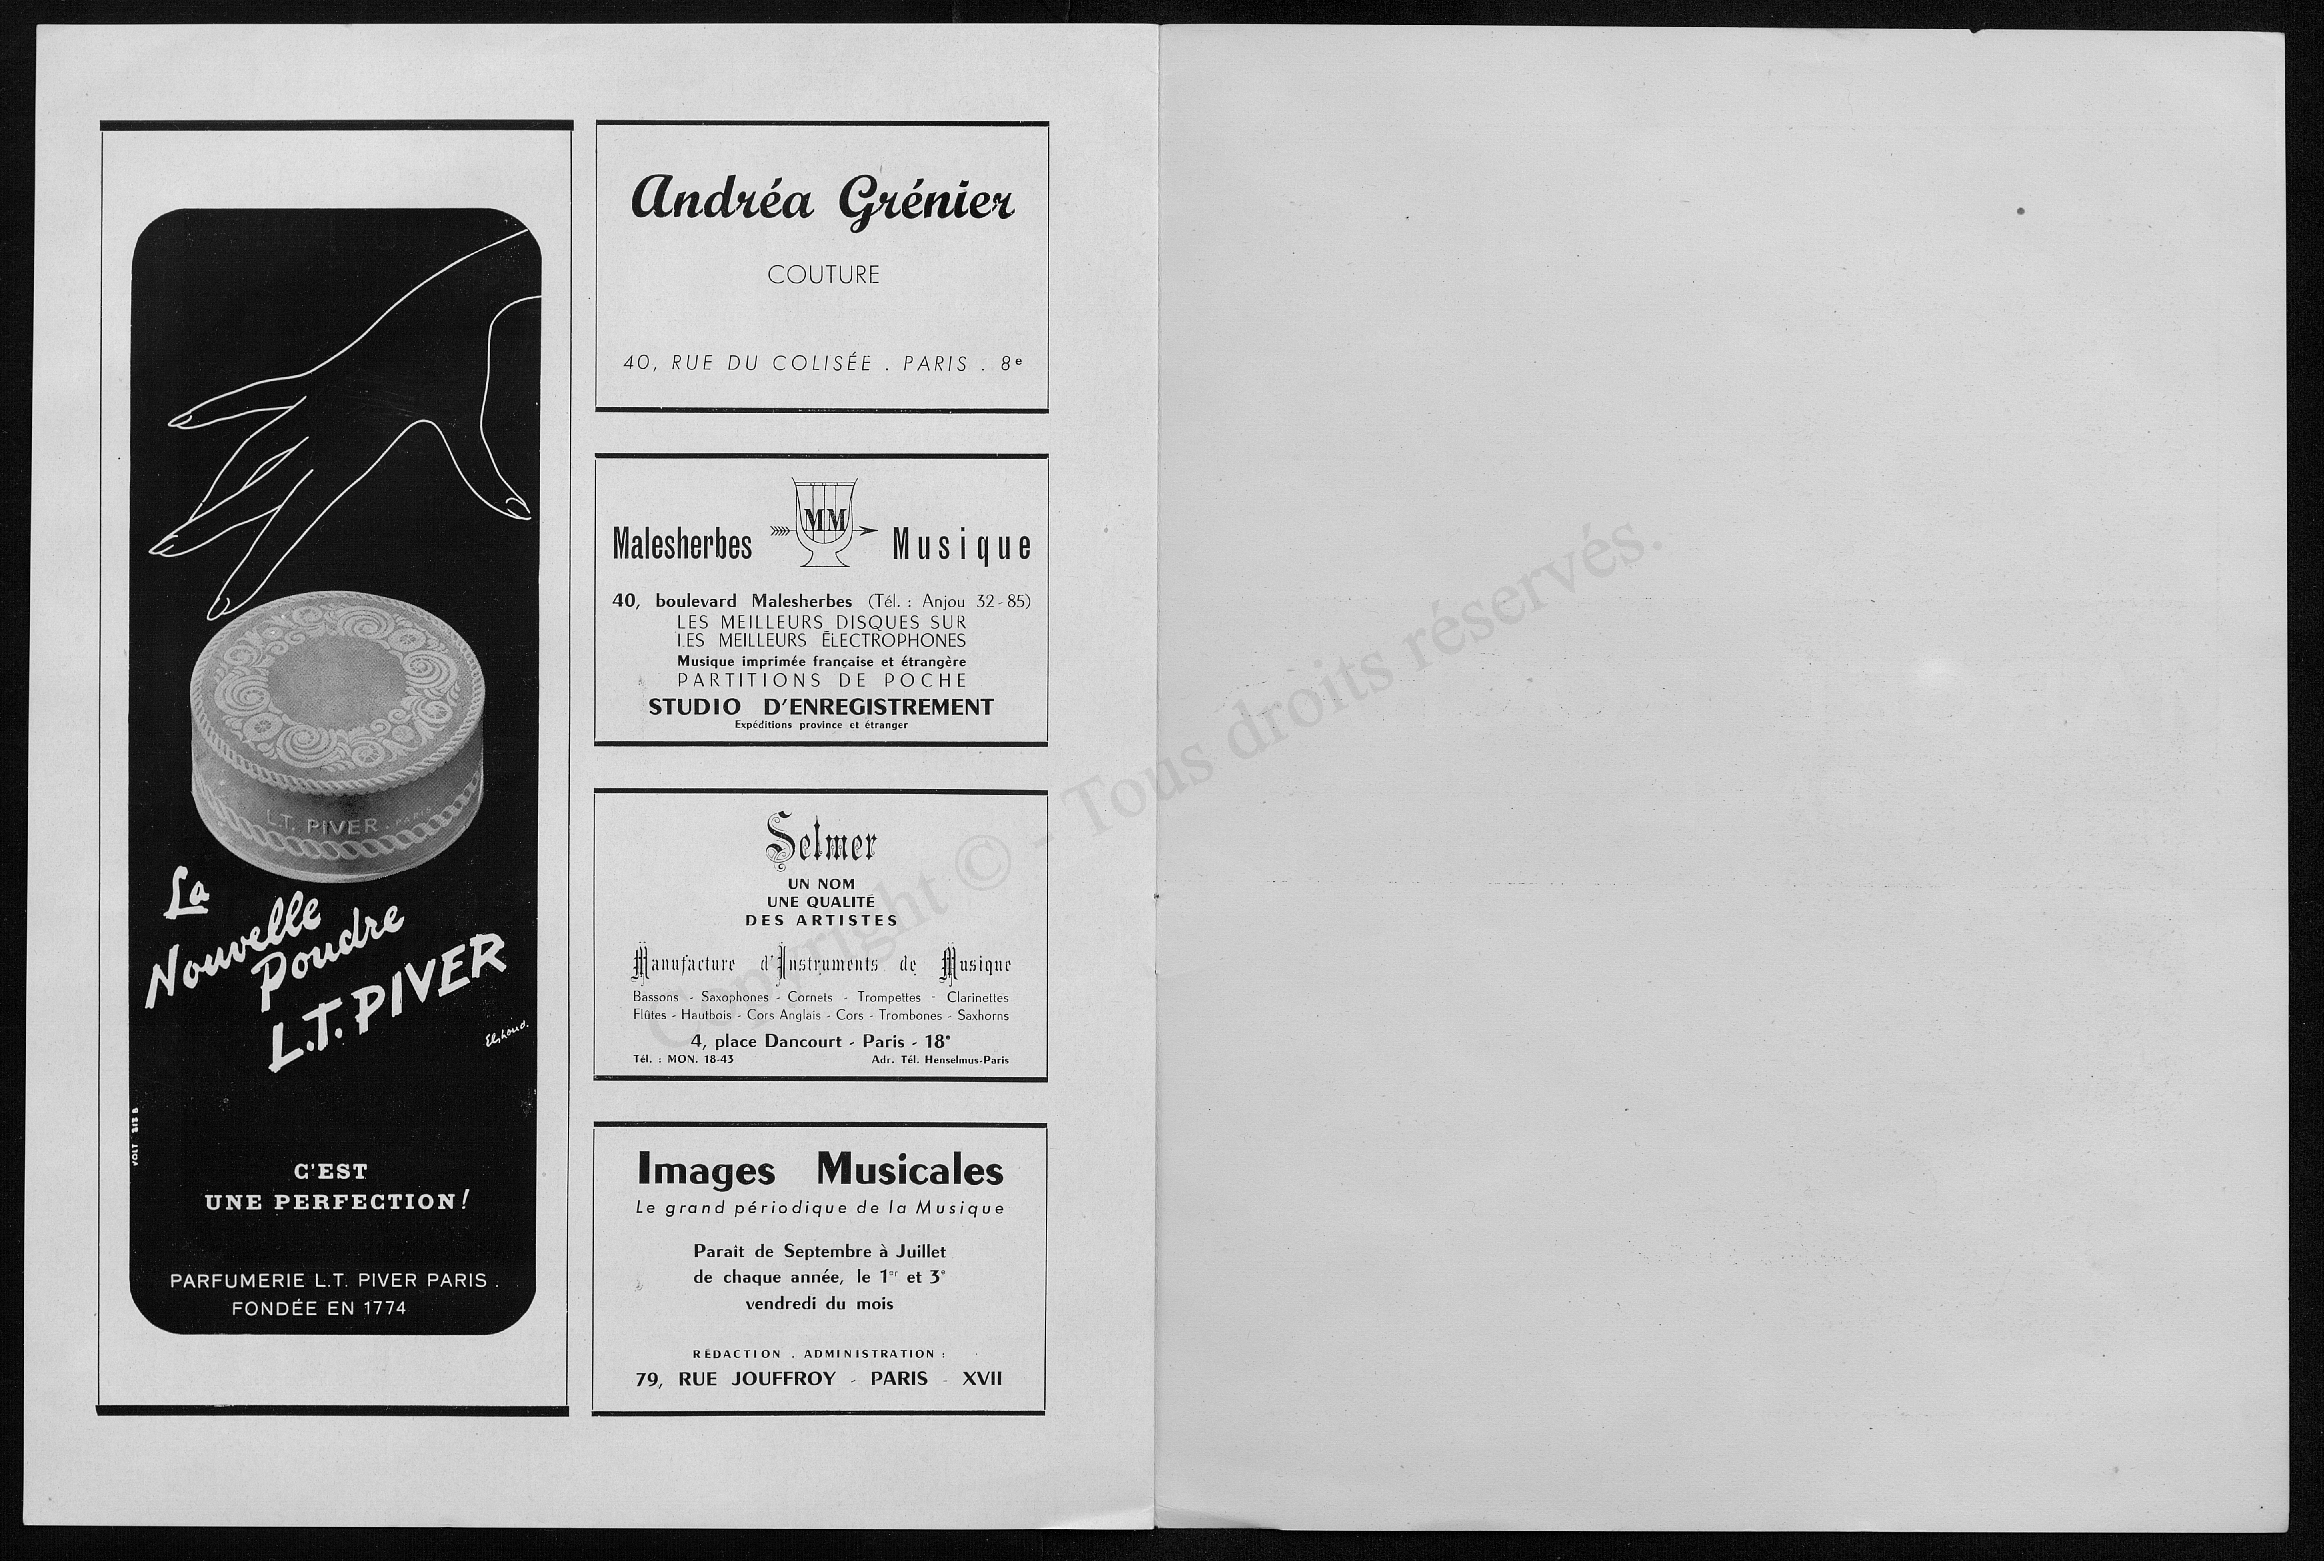 L.T. PIVER . PARIS
La
Nouvelle
Poudre
L.T. PIVER
VOLT
C'EST
UNE PERFECTION!
PARFUMERIE L.T. PIVER PARIS .
FONDÉE EN 1774
Andréa Grénier
COUTURE
40, RUE DU COLISÉE . PARIS . 8e
Malesherbes MM Musique
40, boulevard Malesherbes (Tél. : Anjou 32-85)
LES MEILLEURS DISQUES SUR
LES MEILLEURS ÉLECTROPHONES
Musique imprimée française et étrangère
PARTITIONS DE POCHE
STUDIO D'ENREGISTREMENT
Expéditions province et étranger
Selmer
UN NOM
UNE QUALITÉ
DES ARTISTES
Manufacture d'Instruments de Musique
Bassons - Saxophones - Cornets - Trompettes - Clarinettes
Flûtes - Hautbois - Cors Anglais - Cors - Trombones - Saxhorns
4, place Dancourt - Paris - 18e
Tél. : MON. 18-43 Adr. Tél. Henselmus-Paris
Images Musicales
Le grand périodique de la Musique
Parait de Septembre à Juillet
de chaque année, le 1er et 3e
vendredi du mois
RÉDACTION . ADMINISTRATION :
79, RUE JOUFFROY - PARIS - XVII
Copyright © - Tous droits réservés.